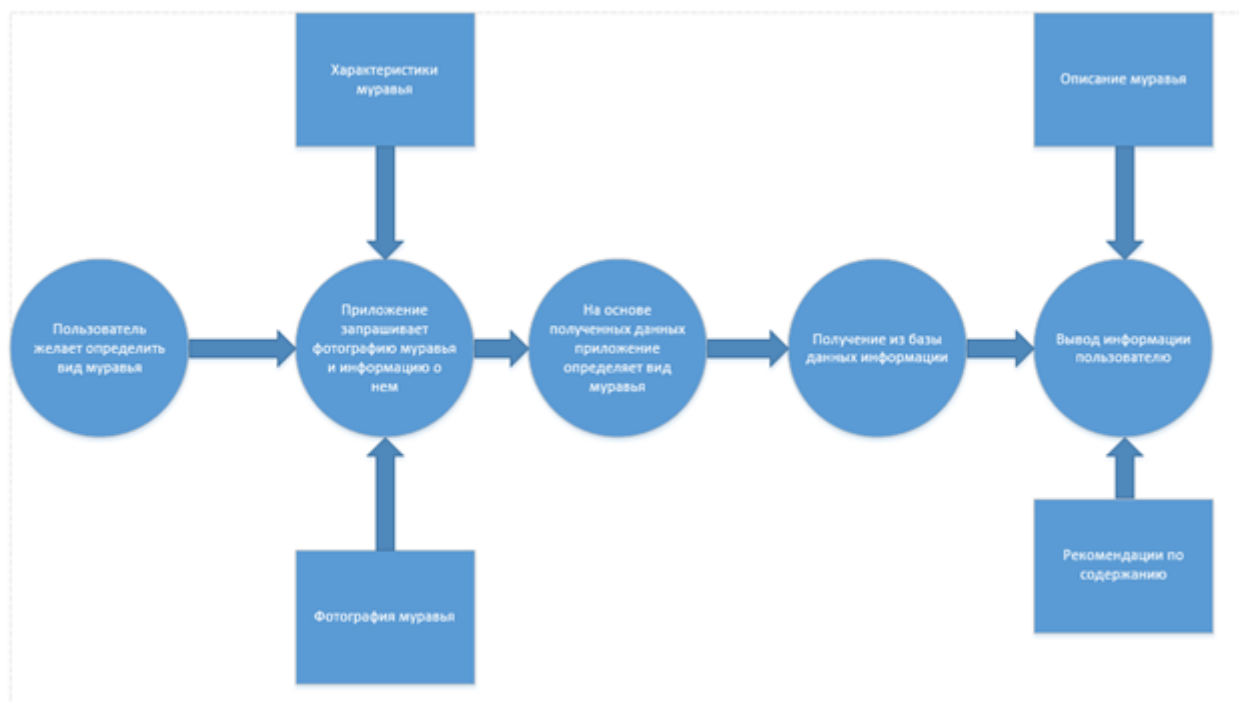 Характеристики
муравья
Описание муравья
Пользователь
желает определить
вид муравья
Приложение
запрашивает
фотографию муравья
и информацию о
нем
На основе
полученных данных
приложение
определяет вид
муравья
Получение из базы
данных информации
Вывод информации
пользователю
Фотография муравья
Рекомендации по
содержанию